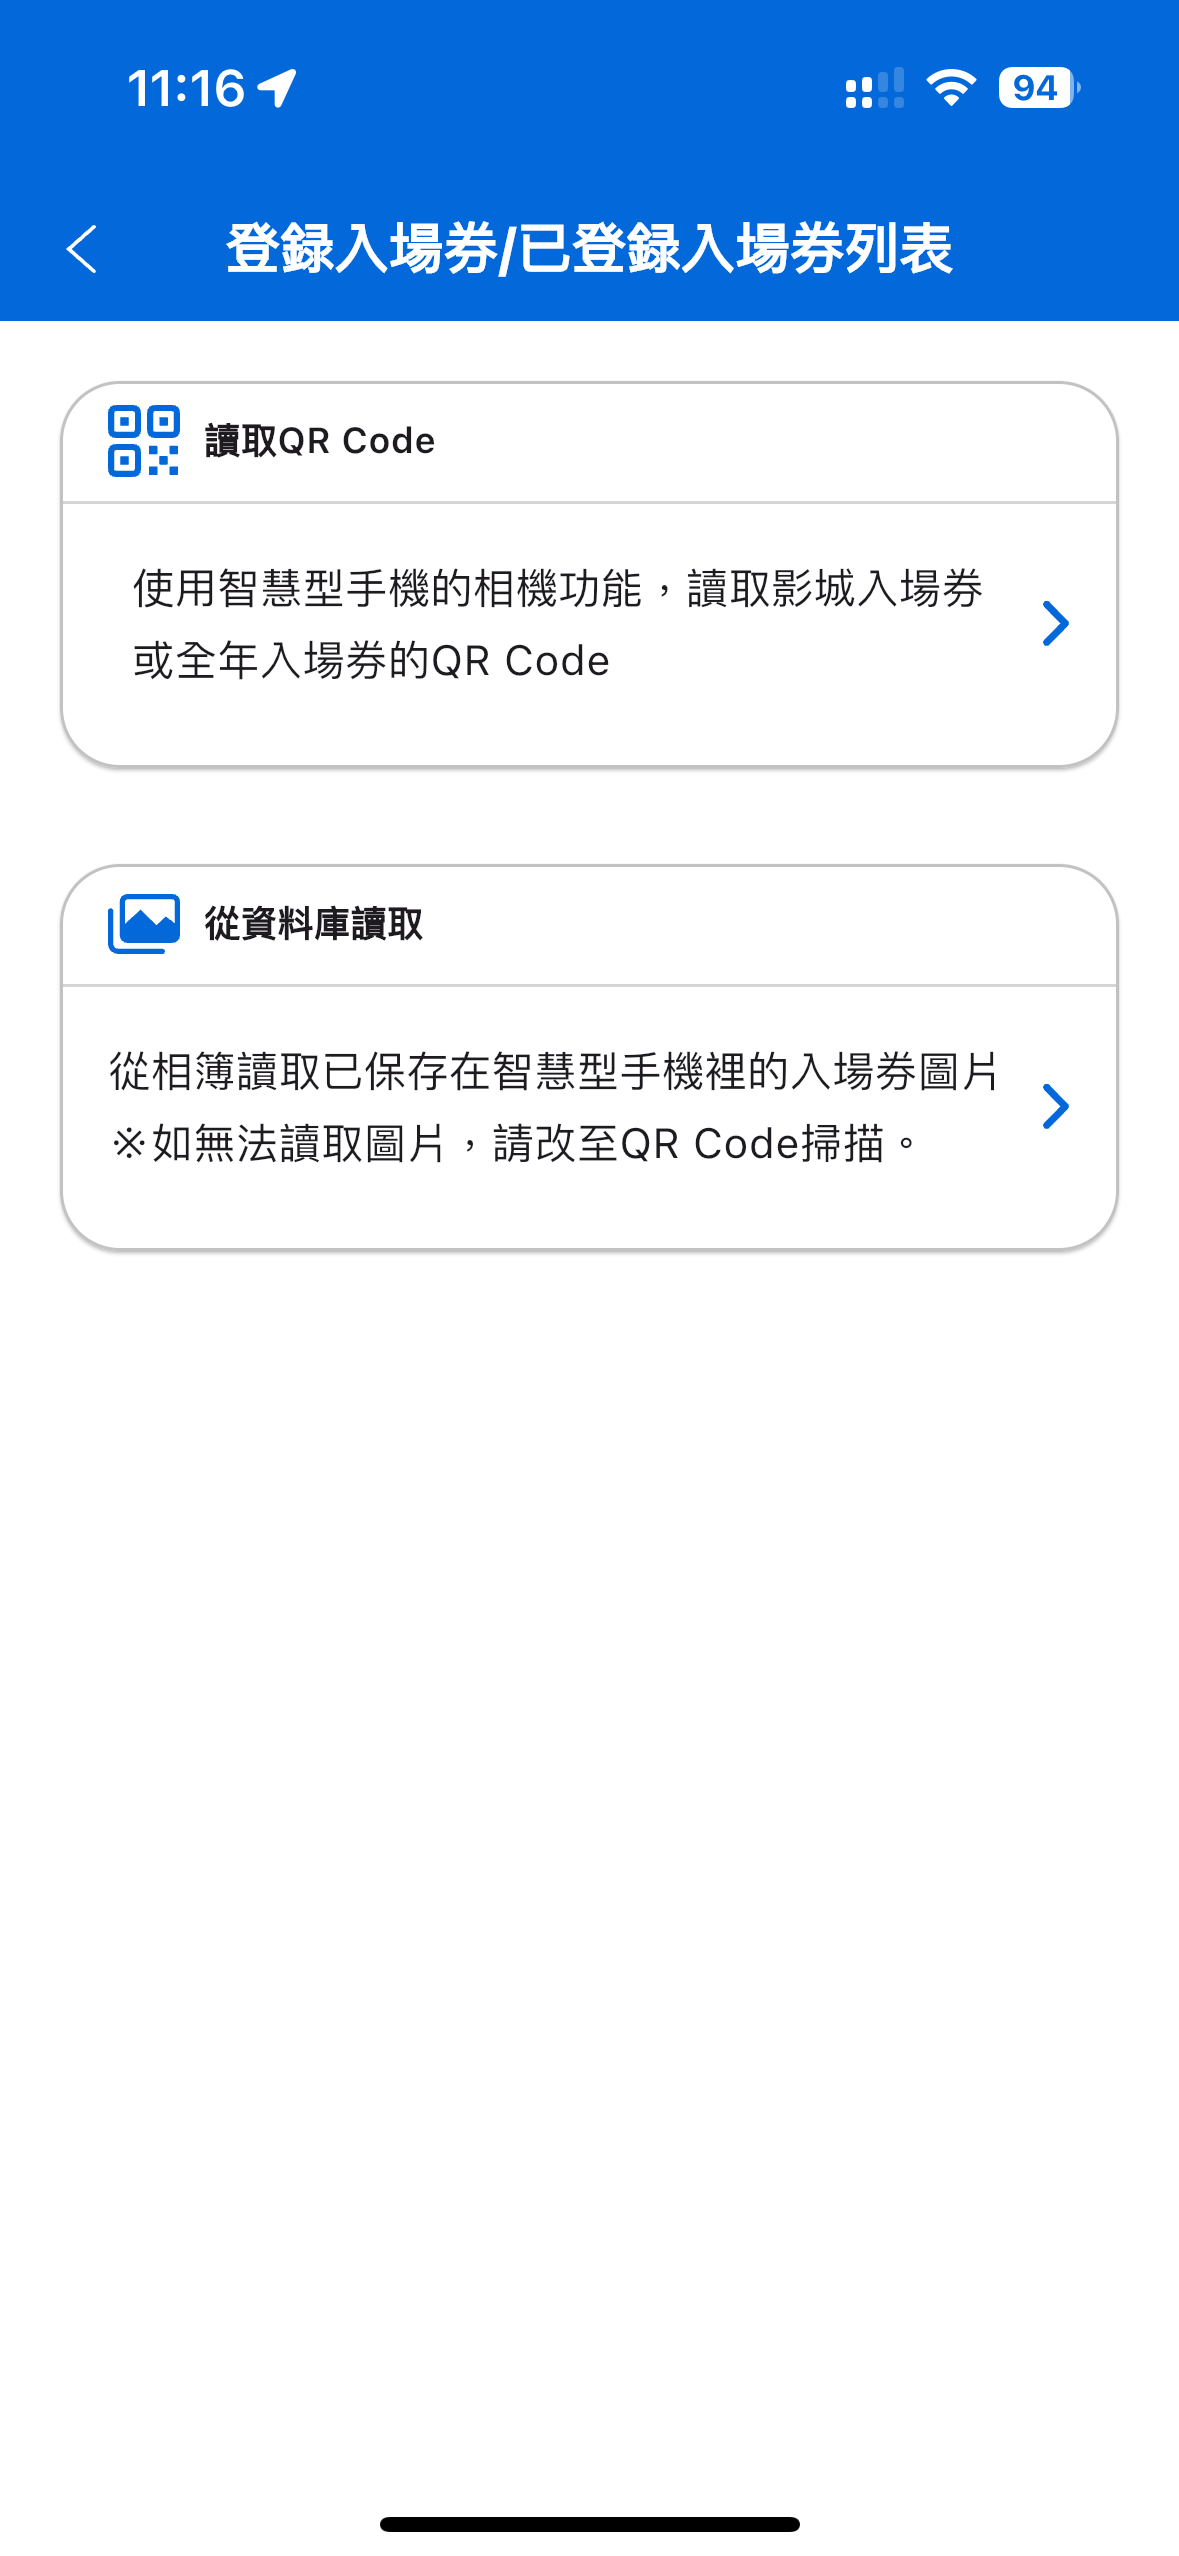 11:16
94
登録入場券/已登録入場券列表
讀取QR Code
使用智慧型手機的相機功能，讀取影城入場券
或全年入場券的QR Code
從資料庫讀取
從相簿讀取已保存在智慧型手機裡的入場券圖片
※如無法讀取圖片，請改至QR Code掃描。